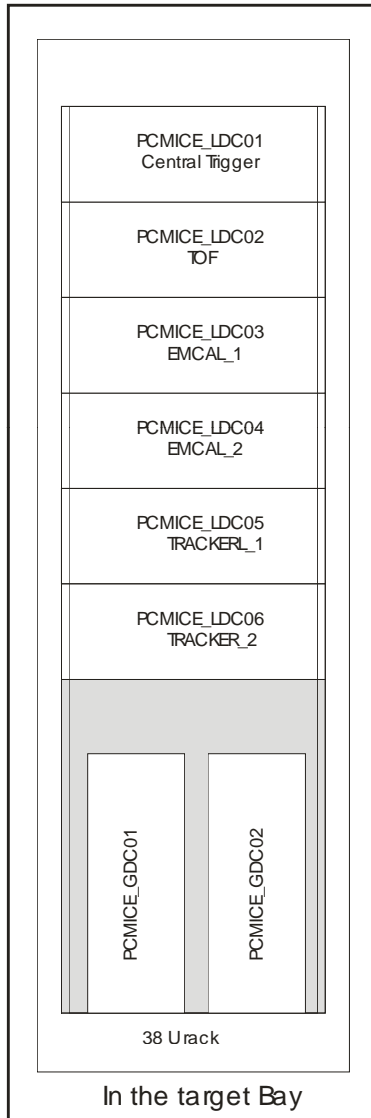 PCMICE_LDC01
Central Trigger
PCMICE_LDC02
TOF
PCMICE_LDC03
EMCAL_1
PCMICE_LDC04
EMCAL_2
PCMICE_LDC05
TRACKERL_1
PCMICE_LDC06
TRACKER_2
PCMICE_GDC01
PCMICE_GDC02
38 U rack
In the target Bay